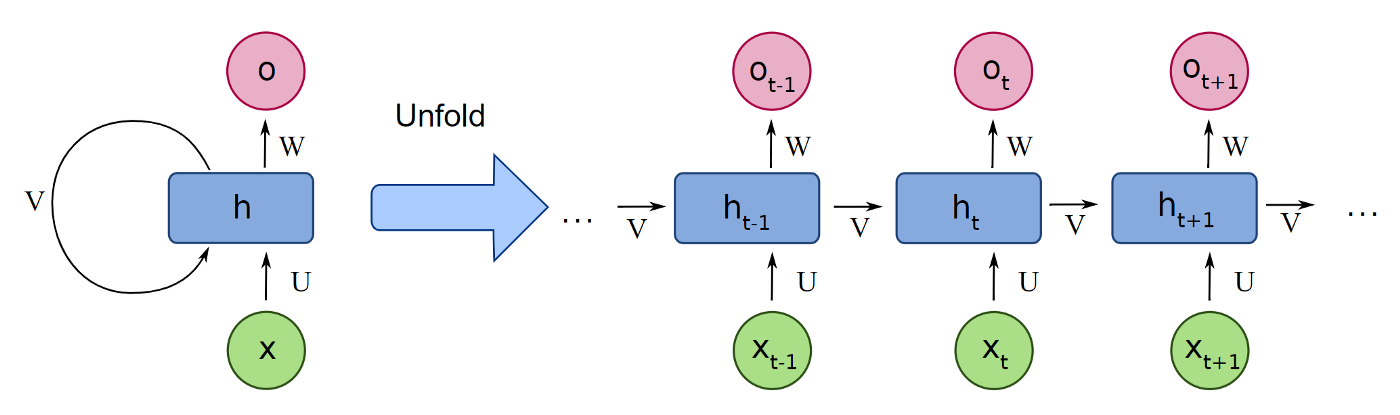 o
W
V
h
U
x
Unfold
...
V
o t-1
W
h t-1
U
x t-1
V
o t
W
h t
U
x t
V
o t+1
W
h t+1
U
x t+1
V
...